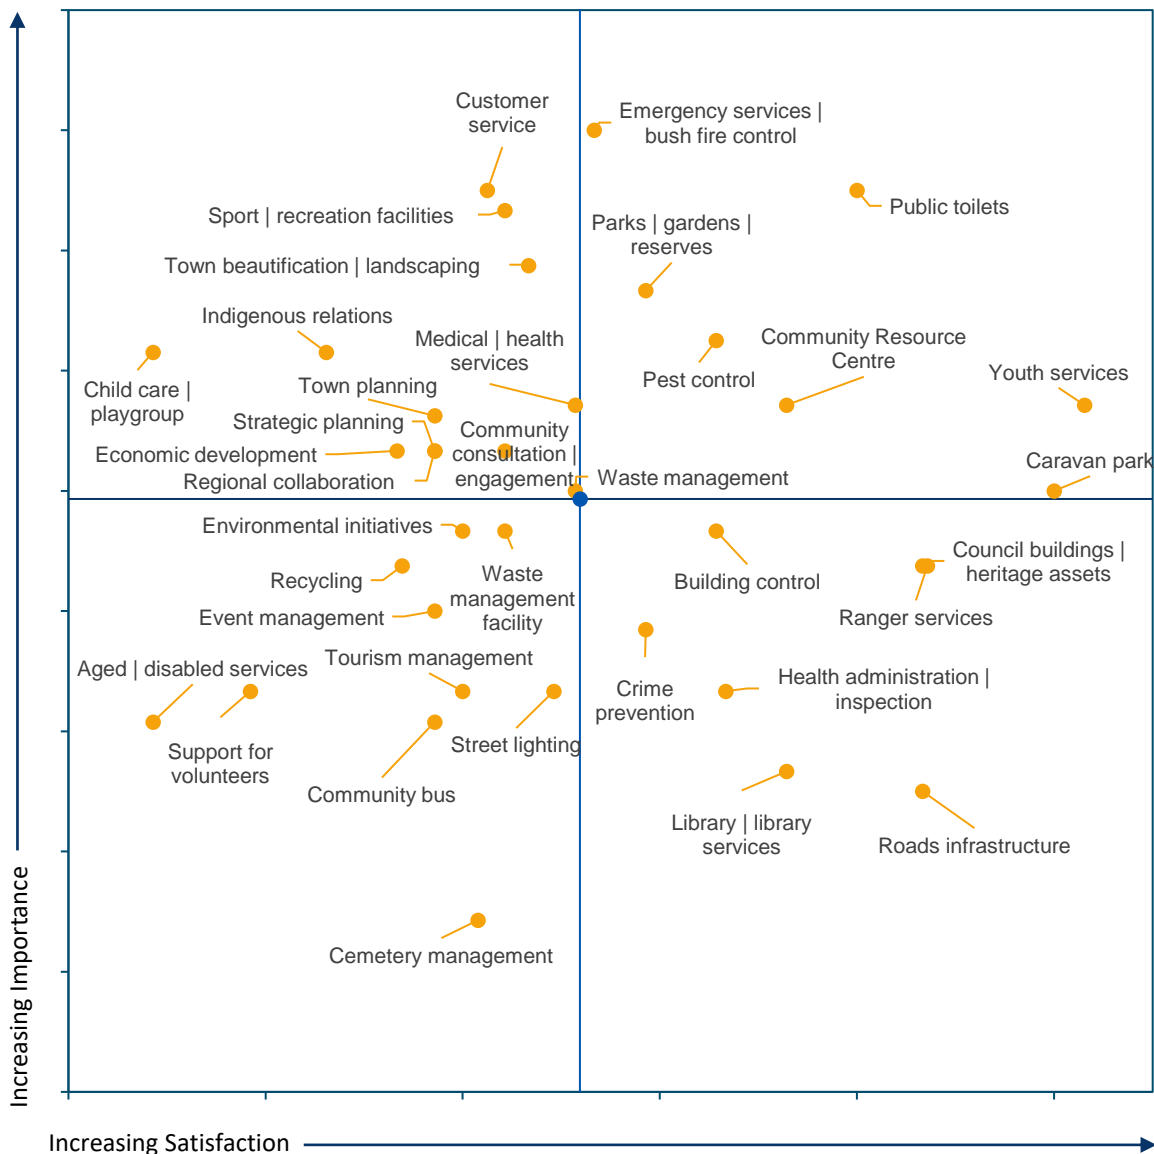 Customer
service
Emergency services |
bush fire control
Sport | recreation facilities
Public toilets
Parks | gardens |
reserves
Town beautification | landscaping
Indigenous relations
Medical | health
services
Community Resource
Centre
Child care |
playgroup
Town planning
Pest control
Youth services
Strategic planning
Community
consultation |
engagement
Economic development
Regional collaboration
Waste management
Caravan park
Environmental initiatives
Recycling
Waste
management
facility
Building control
Council buildings |
heritage assets
Event management
Ranger services
Aged | disabled services
Tourism management
Crime
prevention
Health administration |
inspection
Support for
volunteers
Street lighting
Community bus
Library | library
services
Roads infrastructure
Cemetery management
Increasing Importance
Increasing Satisfaction